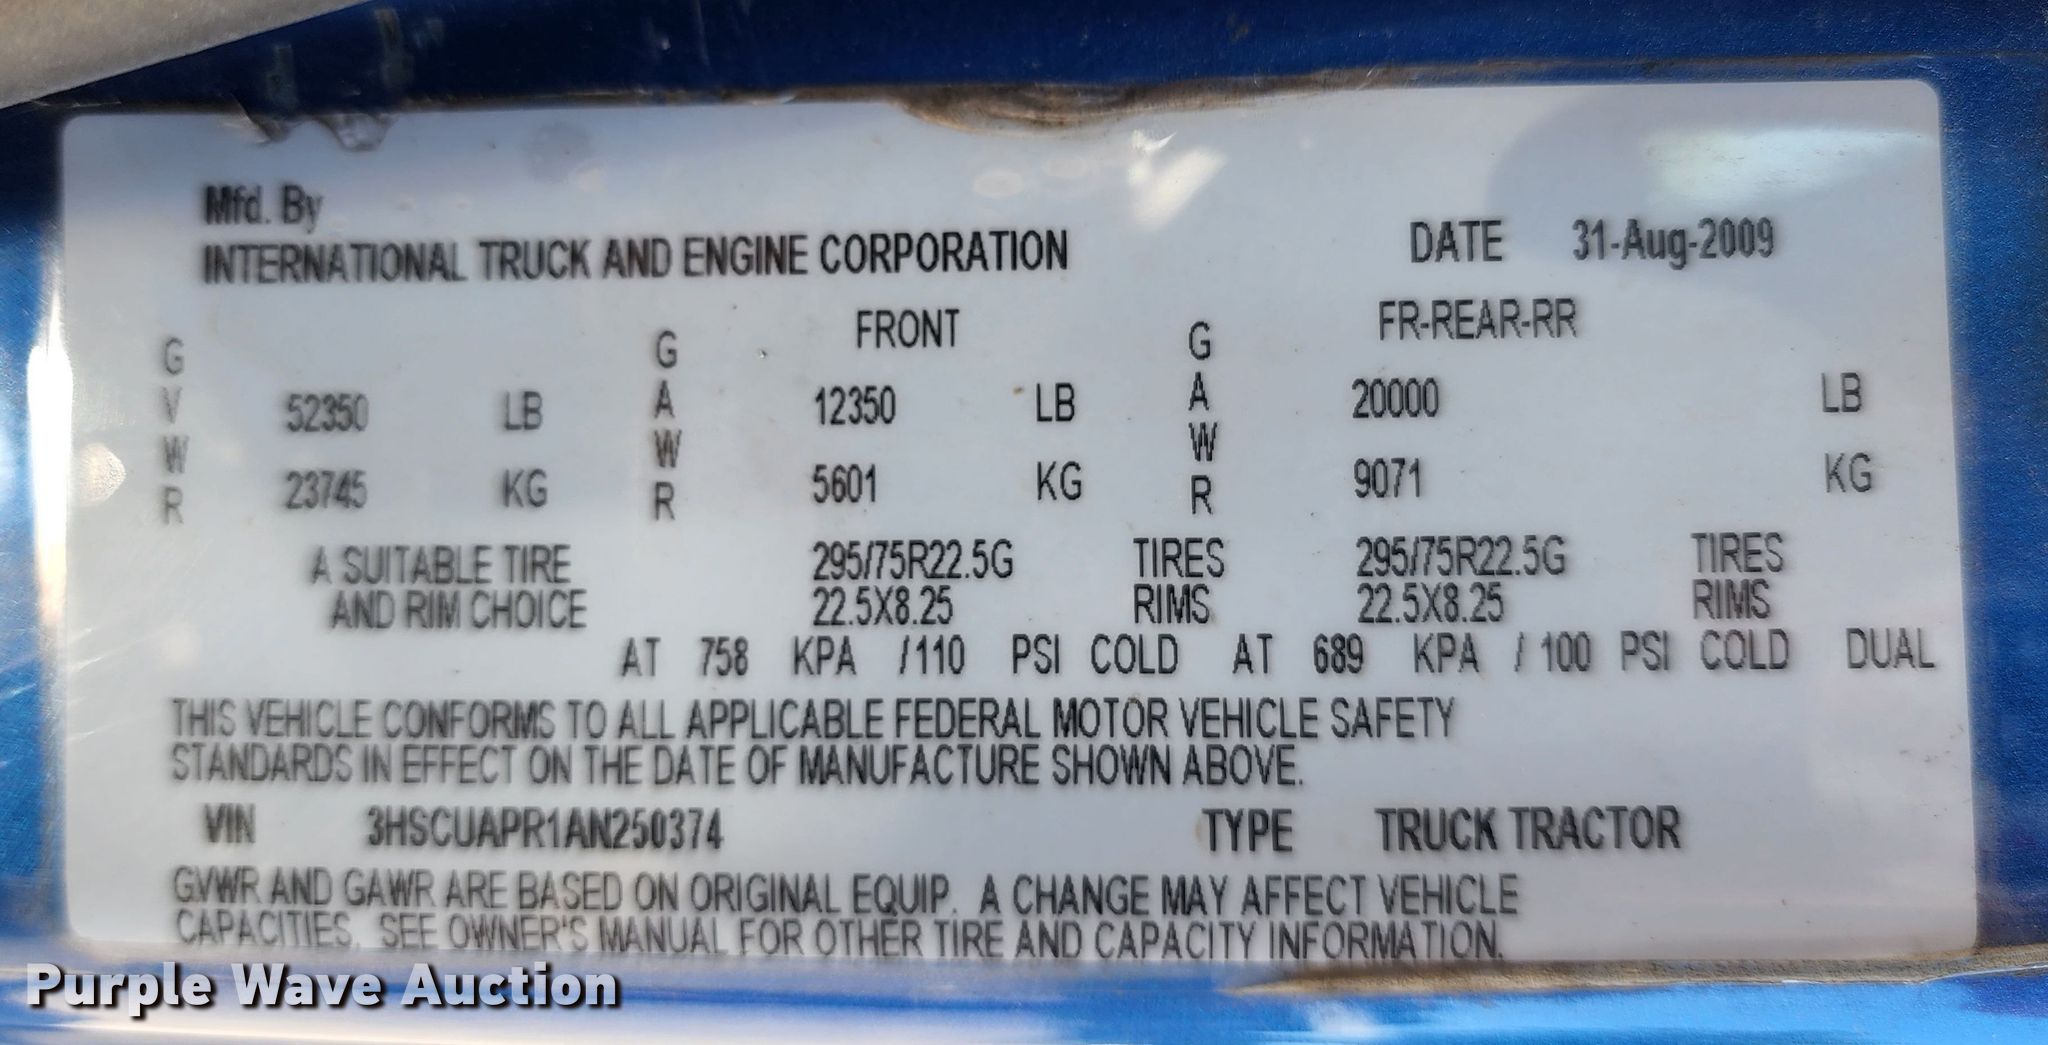 Mfd. By
INTERNATIONAL TRUCK AND ENGINE CORPORATION DATE 31-Aug-2009
GVWR GAWR FRONT GAWR FR-REAR-RR
52350 LB 12350 LB 20000 LB
23745 KG 5601 KG 9071 KG
A SUITABLE TIRE 295/75R22.5G TIRES 295/75R22.5G TIRES
AND RIM CHOICE 22.5X8.25 RIMS 22.5X8.25 RIMS
AT 758 KPA /110 PSI COLD AT 689 KPA / 100 PSI COLD DUAL
THIS VEHICLE CONFORMS TO ALL APPLICABLE FEDERAL MOTOR VEHICLE SAFETY
STANDARDS IN EFFECT ON THE DATE OF MANUFACTURE SHOWN ABOVE.
VIN 3HSCUAPR1AN250374 TYPE TRUCK TRACTOR
GVWR AND GAWR ARE BASED ON ORIGINAL EQUIP. A CHANGE MAY AFFECT VEHICLE
CAPACITIES. SEE OWNER'S MANUAL FOR OTHER TIRE AND CAPACITY INFORMATION.
Purple Wave Auction